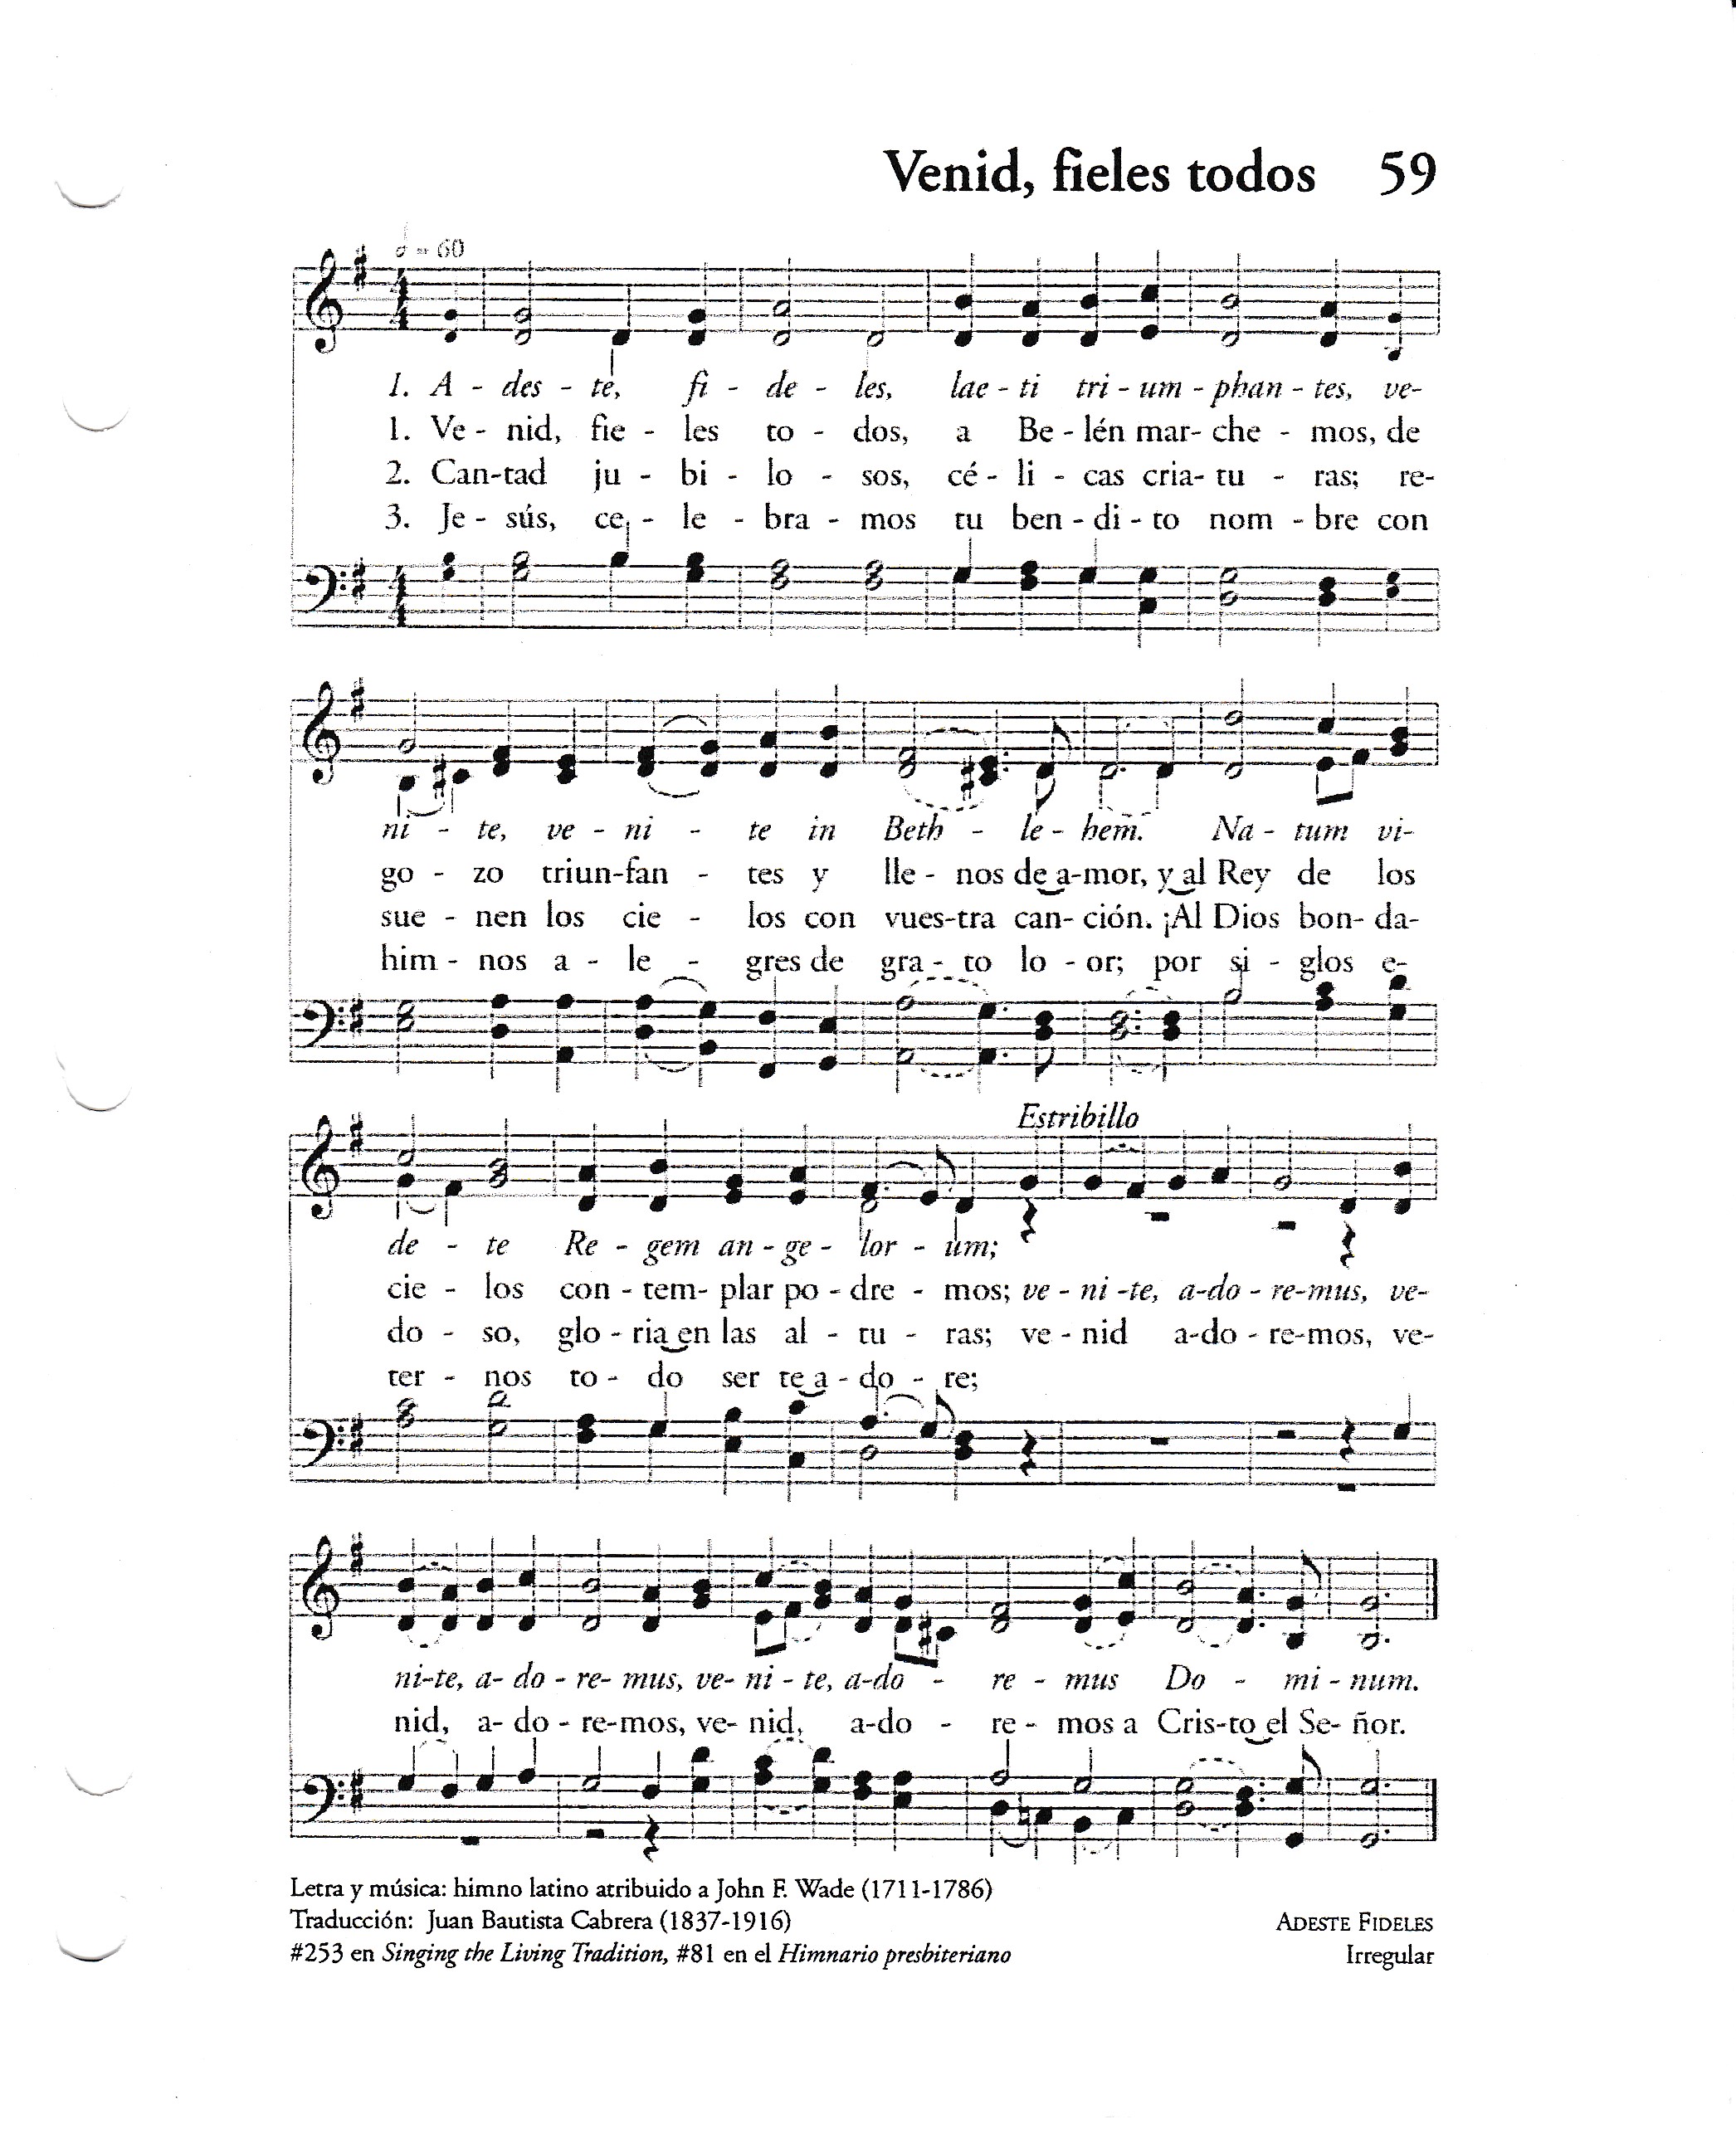 Venid, fieles todos 59
𝅗𝅥 = 60
1. A - des - te, fi - de - les, lae - ti tri - um - phan - tes, ve-
1. Ve - nid, fie - les to - dos, a Be - lén mar- che - mos, de
2. Can-tad ju - bi - lo - sos, cé - li - cas cria- tu - ras; re-
3. Je - sús, ce - le - bra - mos tu ben - di - to nom - bre con
ni - te, ve - ni - te in Beth - le - hem. Na - tum vi-
go - zo triun-fan - tes y lle - nos de‿a-mor, y‿al Rey de los
sue - nen los cie - los con vues-tra can- ción. ¡Al Dios bon- da-
him - nos a - le - gres de gra - to lo - or; por si - glos e-
Estribillo
de - te Re - gem an - ge - lor - um;
cie - los con - tem- plar po - dre - mos; ve - ni -te, a-do - re-mus, ve-
do - so, glo - ria‿en las al - tu - ras; ve - nid a-do - re-mos, ve-
ter - nos to - do ser te‿a - do - re;
ni-te, a- do - re- mus, ve- ni - te, a-do - re - mus Do - mi - num.
nid, a- do - re-mos, ve- nid, a-do - re - mos a Cris-to‿el Se- ñor.
Letra y música: himno latino atribuido a John F. Wade (1711-1786)
Traducción: Juan Bautista Cabrera (1837-1916) ADESTE FIDELES
#253 en Singing the Living Tradition, #81 en el Himnario presbiteriano Irregular